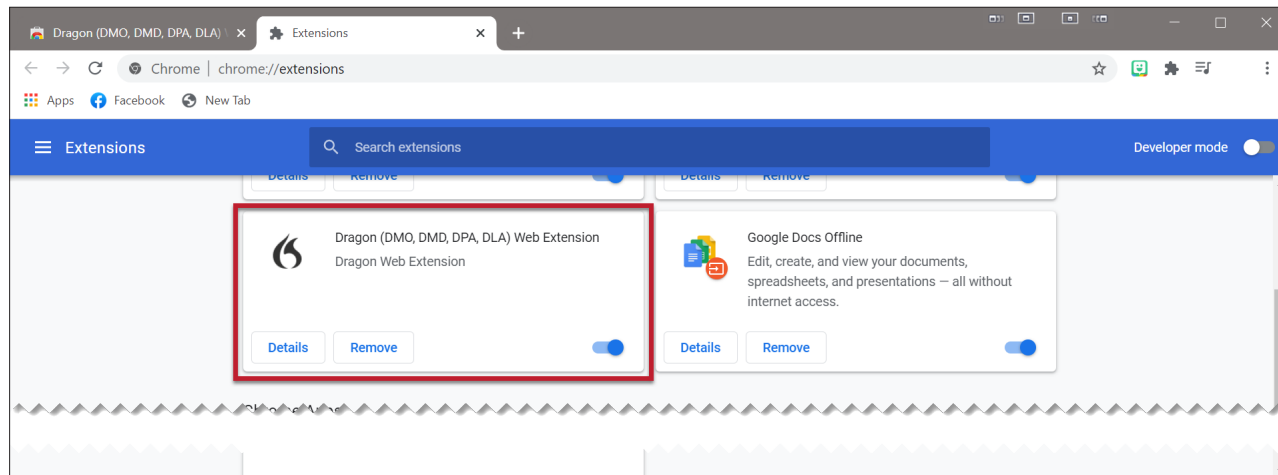 Dragon (DMO, DMD, DPA, DLA)
Extensions
Chrome | chrome://extensions
Apps Facebook New Tab
Extensions Search extensions Developer mode
Details Remove Details Remove
Dragon (DMO, DMD, DPA, DLA) Web Extension
Dragon Web Extension
Details Remove
Google Docs Offline
Edit, create, and view your documents,
spreadsheets, and presentations — all without
internet access.
Details Remove
Chrome Apps